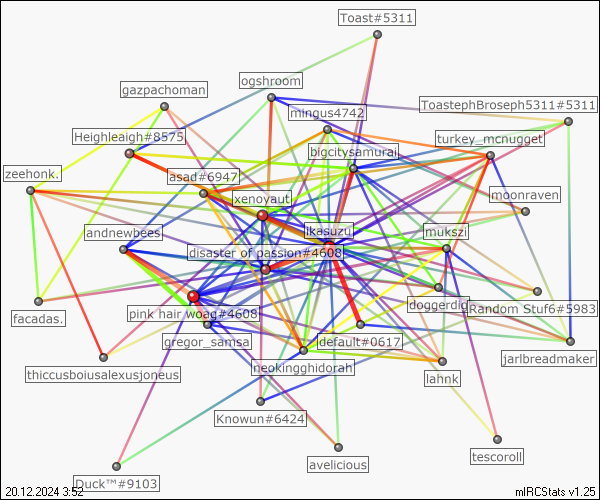 Toast#5311
gazpachoman
ogshroom
mingus4742
ToastephBroseph5311#5311
Heighleaigh#8575
turkey_mcnugget
bigcitysamurai
zeehonk.
asad#6947
xenoyaut
moonraven
andnewbees
ikasuzu
mukszi
disaster of passion#4608
facadas.
pink hair woag#4608
doggerdic
Random Stuf6#5983
gregor_samsa
default#0617
jarlbreadmaker
thiccusboiusalexusjoneus
neokingghidorah
lahnk
Knowun#6424
avelicious
tescoroll
Duck™#9103
20.12.2024 3:52
mIRCStats v1.25